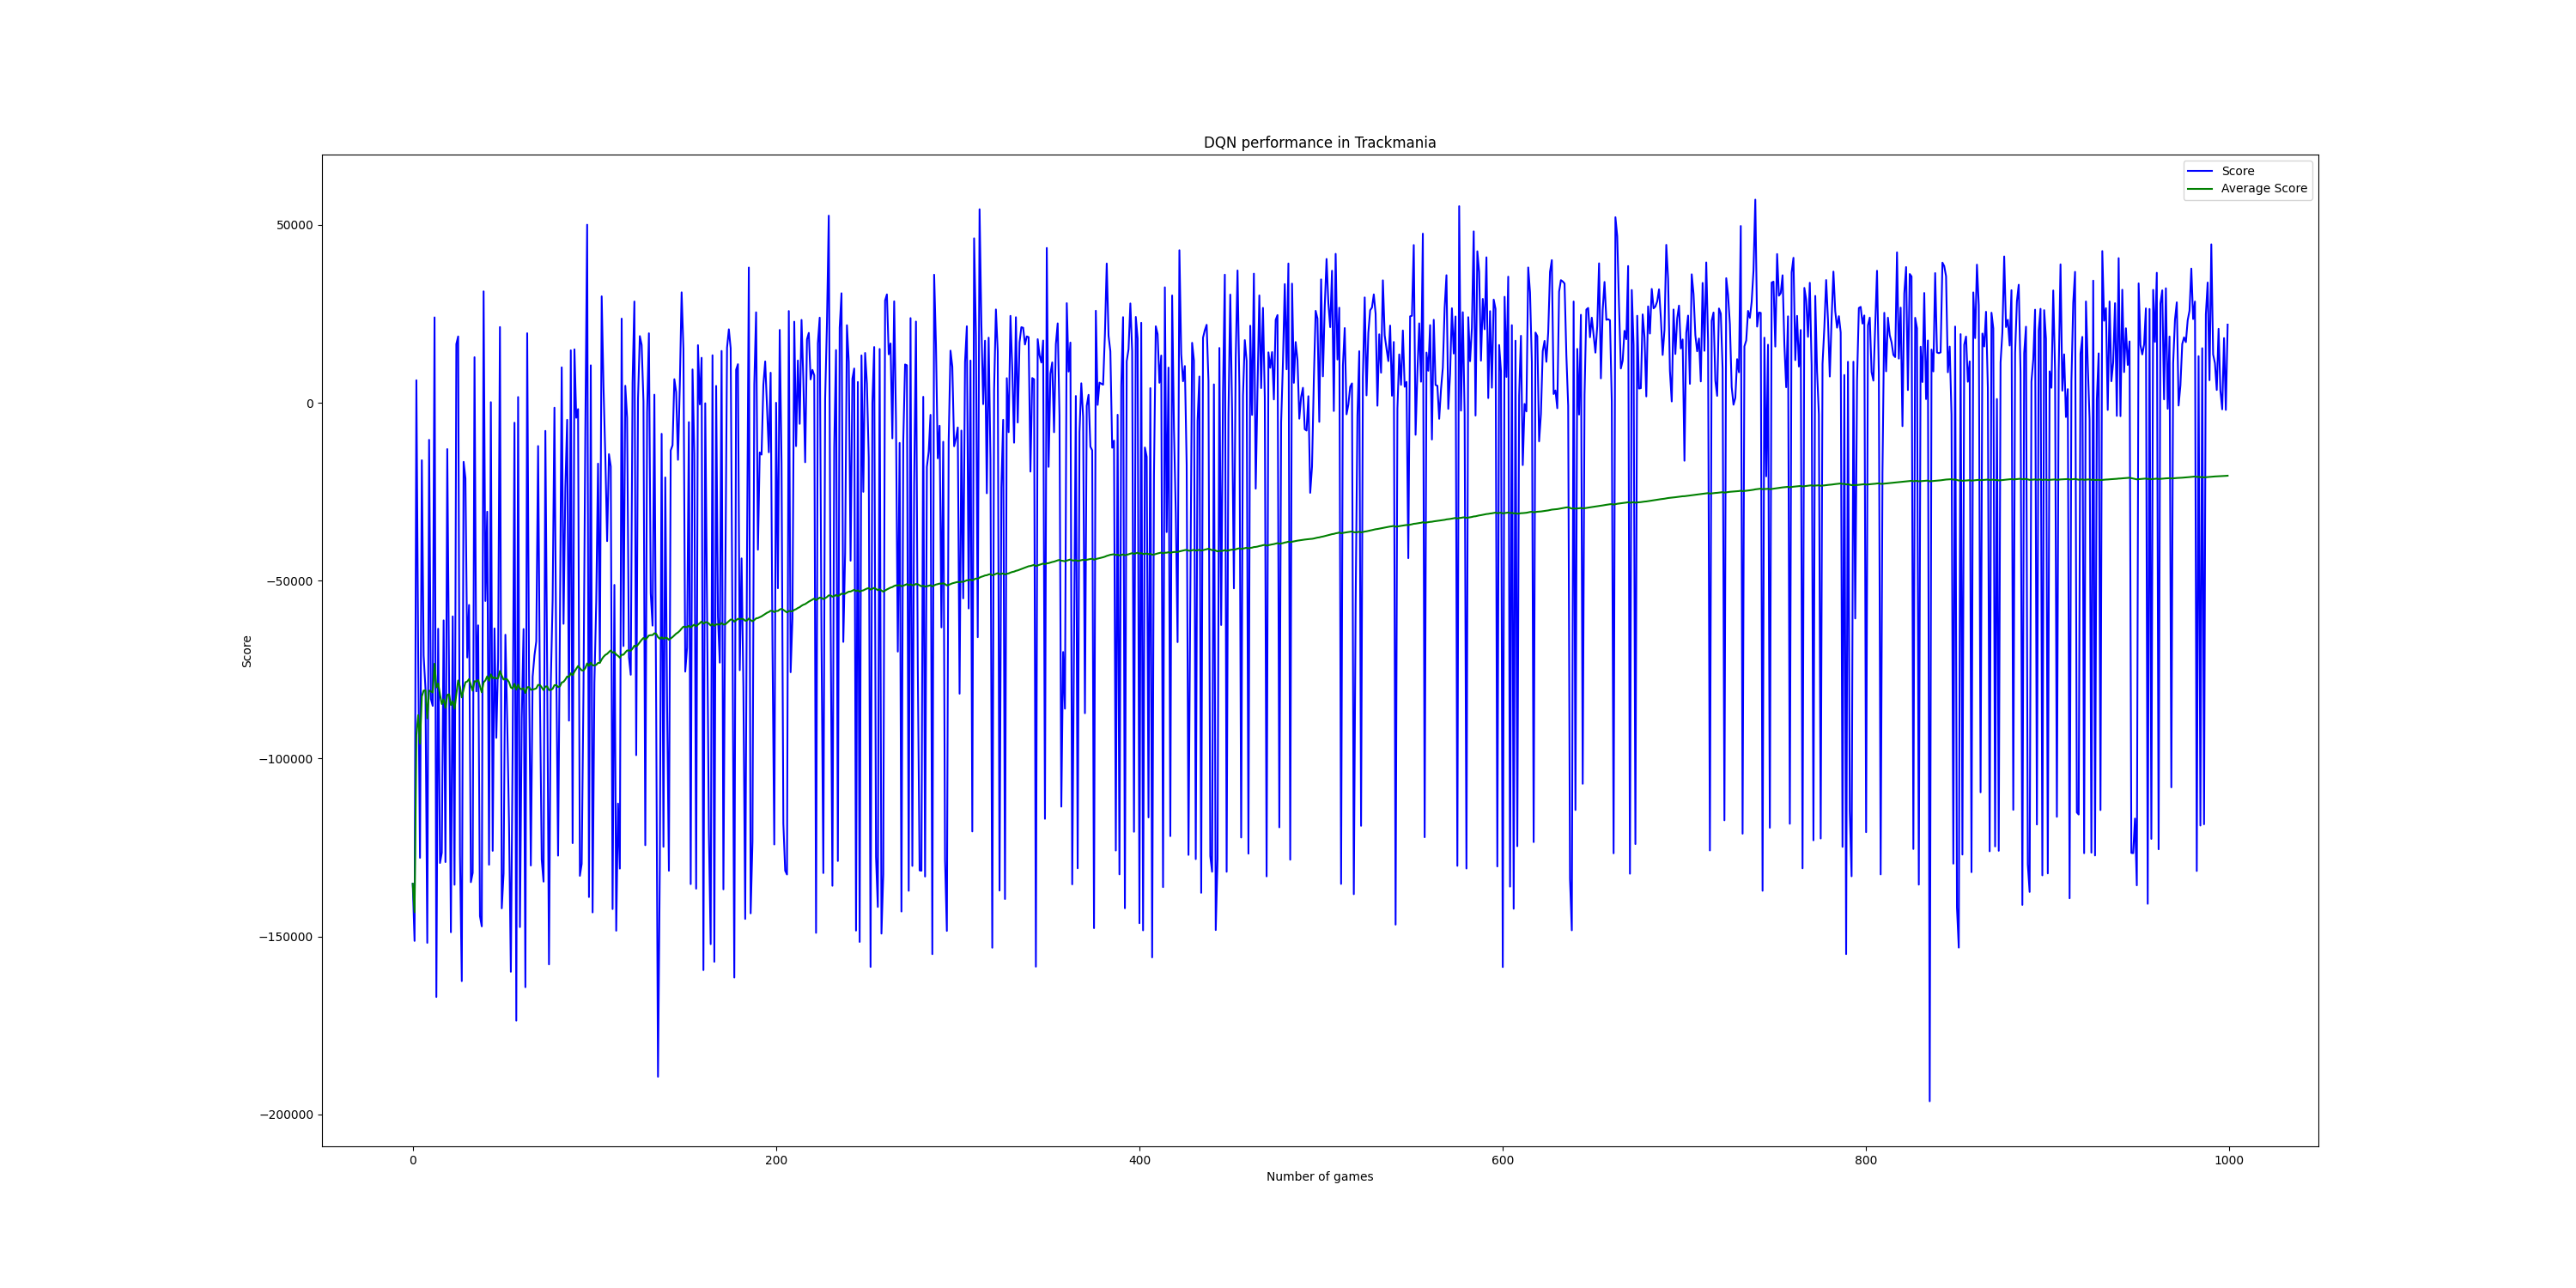 DQN performance in Trackmania
Score
Average Score
50000
0
−50000
−100000
−150000
−200000
Score
0
200
400
600
800
1000
Number of games